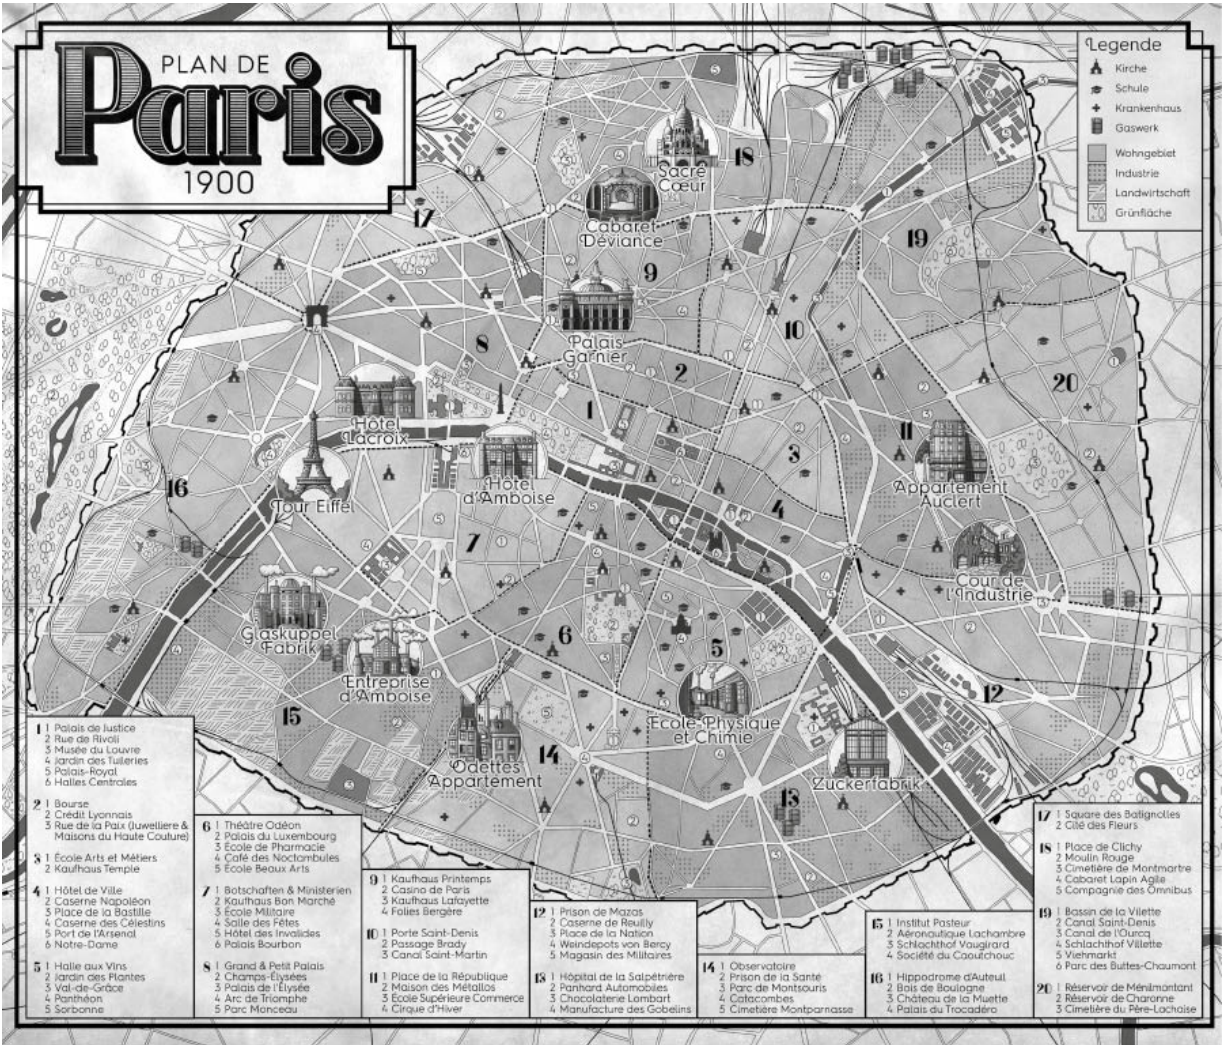 PLAN DE
Paris
1900
Legende
Kirche
Schule
Krankenhaus
Gaswerk
Wohngebiet
Industrie
Landwirtschaft
Grünfläche
Sacré
Cœur
18
17
Cabaret
Déviance
19
9
Palais
Garnier
10
8
2
20
1
Hôtel
Lacroix
11
3
Hôtel
d'Amboise
Appartement
Auclert
16
Tour Eiffel
4
7
Cour de
l'Industrie
Glaskuppel
Fabrik
6
5
Entreprise
d'Amboise
12
15
Ecole Physique
et Chimie
14
Odettes
Appartement
Zuckerfabrik
13
1 1 Palais de Justice
2 Rue de Rivoli
3 Musée du Louvre
4 Jardin des Tuileries
5 Palais-Royal
6 Halles Centrales
2 1 Bourse
2 Crédit Lyonnais
3 Rue de la Paix (Juweliere &
Maisons du Haute Couture)
3 1 École Arts et Métiers
2 Kaufhaus Temple
4 1 Hôtel de Ville
2 Caserne Napoléon
3 Place de la Bastille
4 Caserne des Célestins
5 Port de l'Arsenal
6 Notre-Dame
5 1 Halle aux Vins
2 Jardin des Plantes
3 Val-de-Grâce
4 Panthéon
5 Sorbonne
6 1 Théâtre Odéon
2 Palais du Luxembourg
3 École de Pharmacie
4 Café des Noctambules
5 École Beaux Arts
7 1 Botschaften & Ministerien
2 Kaufhaus Bon Marché
3 École Militaire
4 Salle des Fêtes
5 Hôtel des Invalides
6 Palais Bourbon
8 1 Grand & Petit Palais
2 Champs-Élysées
3 Palais de l'Élysée
4 Arc de Triomphe
5 Parc Monceau
9 1 Kaufhaus Printemps
2 Casino de Paris
3 Kaufhaus Lafayette
4 Folies Bergère
10 1 Porte Saint-Denis
2 Passage Brady
3 Canal Saint-Martin
11 1 Place de la République
2 Maison des Métallos
3 École Supérieure Commerce
4 Cirque d'Hiver
12 1 Prison de Mazas
2 Caserne de Reuilly
3 Place de la Nation
4 Weindepots von Bercy
5 Magasin des Militaires
13 1 Hôpital de la Salpêtrière
2 Panhard Automobiles
3 Chocolaterie Lombart
4 Manufacture des Gobelins
14 1 Observatoire
2 Prison de la Santé
3 Parc de Montsouris
4 Catacombes
5 Cimetière Montparnasse
15 1 Institut Pasteur
2 Aéronautique Lachambre
3 Schlachthof Vaugirard
4 Société du Caoutchouc
16 1 Hippodrome d'Auteuil
2 Bois de Boulogne
3 Château de la Muette
4 Palais du Trocadéro
17 1 Square des Batignolles
2 Cité des Fleurs
18 1 Place de Clichy
2 Moulin Rouge
3 Cimetière de Montmartre
4 Cabaret Lapin Agile
5 Compagnie des Omnibus
19 1 Bassin de la Villette
2 Canal Saint-Denis
3 Canal de l'Ourcq
4 Schlachthof Villette
5 Viehmarkt
6 Parc des Buttes-Chaumont
20 1 Réservoir de Ménilmontant
2 Réservoir de Charonne
3 Cimetière du Père-Lachaise